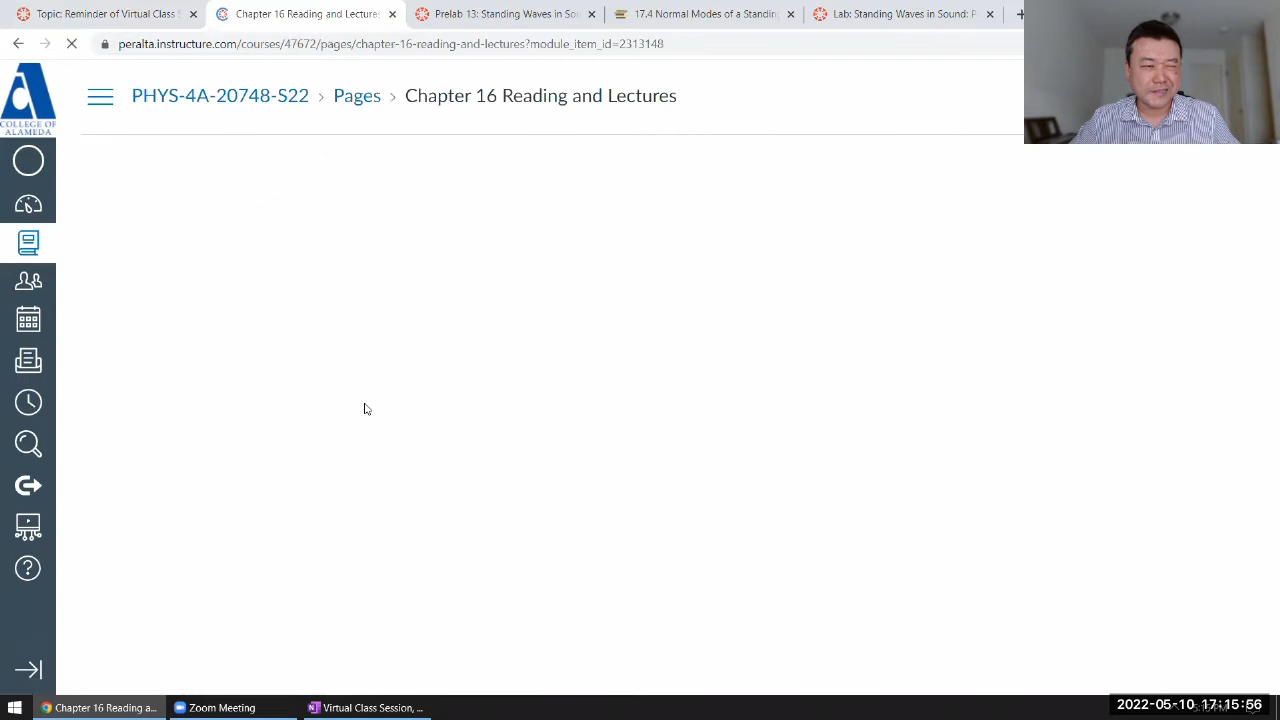 Topic: Reminder of Virtual Class S
Chapter 16 Reading and Lectures
Prelab 13: Standing Waves in Sou
17.4 Normal Modes of a Standing
Lab: Standing Waves in Sound: P
peralta.instructure.com/courses/47672/pages/chapter-16-reading-and-lectures?module_item_id=2313148
COLLEGE OF
ALAMEDA
PHYS-4A-20748-S22 › Pages › Chapter 16 Reading and Lectures
Chapter 16 Reading a...
Zoom Meeting
Virtual Class Session, ...
2022-05-10 17:15:56